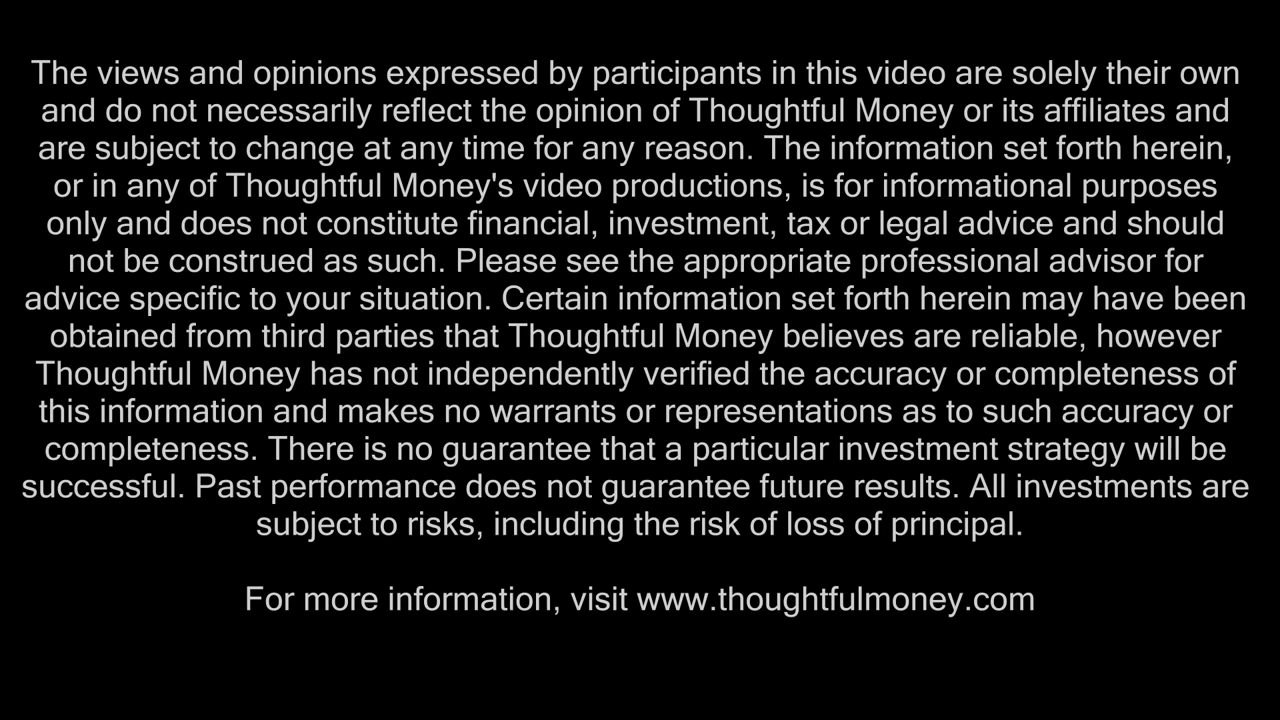 The views and opinions expressed by participants in this video are solely their own
and do not necessarily reflect the opinion of Thoughtful Money or its affiliates and
are subject to change at any time for any reason. The information set forth herein,
or in any of Thoughtful Money's video productions, is for informational purposes
only and does not constitute financial, investment, tax or legal advice and should
not be construed as such. Please see the appropriate professional advisor for
advice specific to your situation. Certain information set forth herein may have been
obtained from third parties that Thoughtful Money believes are reliable, however
Thoughtful Money has not independently verified the accuracy or completeness of
this information and makes no warrants or representations as to such accuracy or
completeness. There is no guarantee that a particular investment strategy will be
successful. Past performance does not guarantee future results. All investments are
subject to risks, including the risk of loss of principal.
For more information, visit www.thoughtfulmoney.com